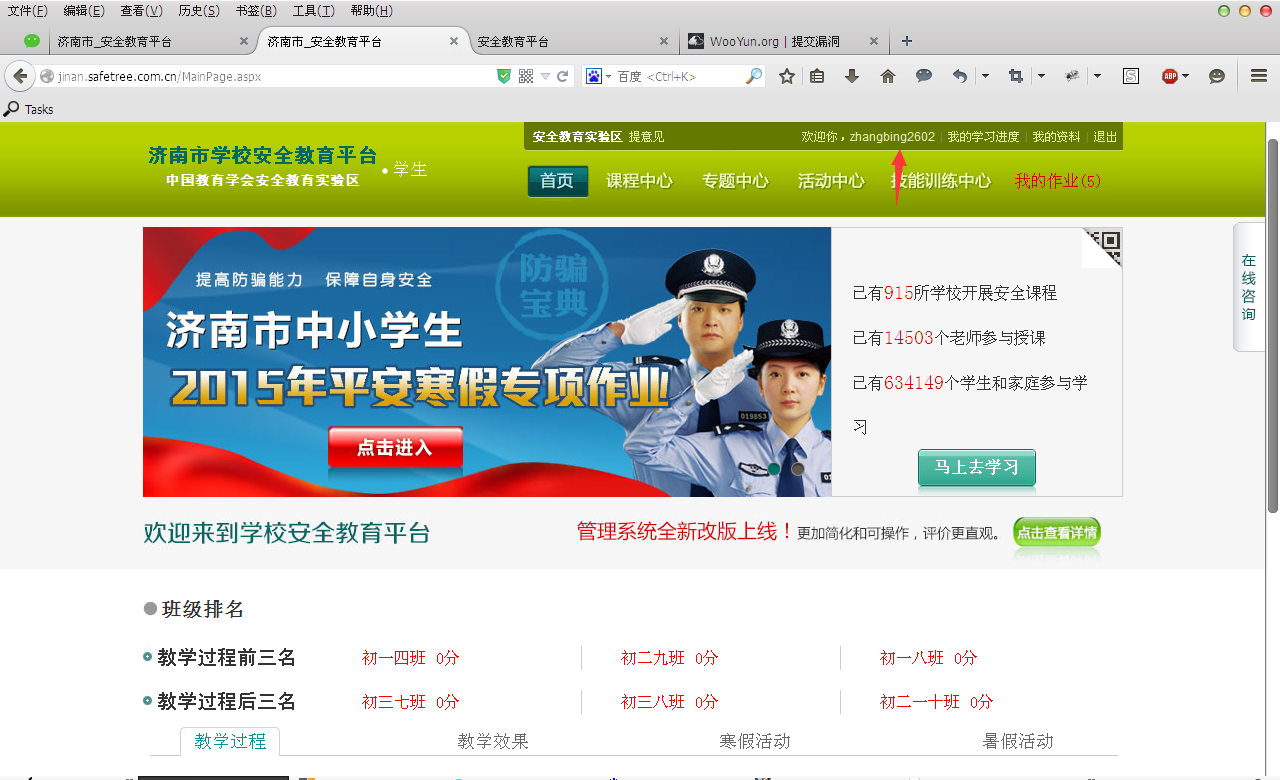 文件(F) 编辑(E) 查看(V) 历史(S) 书签(B) 工具(T) 帮助(H)
济南市_安全教育平台 × 济南市_安全教育平台 × 安全教育平台 × WooYun.org | 提交漏洞 × +
jinan.safetree.com.cn/MainPage.aspx 百度 <Ctrl+K> S ABP
Tasks
安全教育实验区 提意见 欢迎你，zhangbing2602 | 我的学习进度 | 我的资料 | 退出
济南市学校安全教育平台
• 学生
中国教育学会安全教育实验区
首页 课程中心 专题中心 活动中心 技能训练中心 我的作业(5)
防骗
宝典
提高防骗能力 保障自身安全
济南市中小学生
2015年平安寒假专项作业
点击进入
019853
已有915所学校开展安全课程
已有14503个老师参与授课
已有634149个学生和家庭参与学
习
马上去学习
在
线
咨
询
欢迎来到学校安全教育平台 管理系统全新改版上线！更加简化和可操作，评价更直观。 点击查看详情
班级排名
教学过程前三名 初一四班 0分 初二九班 0分 初一八班 0分
教学过程后三名 初三七班 0分 初三八班 0分 初二一十班 0分
教学过程 教学效果 寒假活动 暑假活动